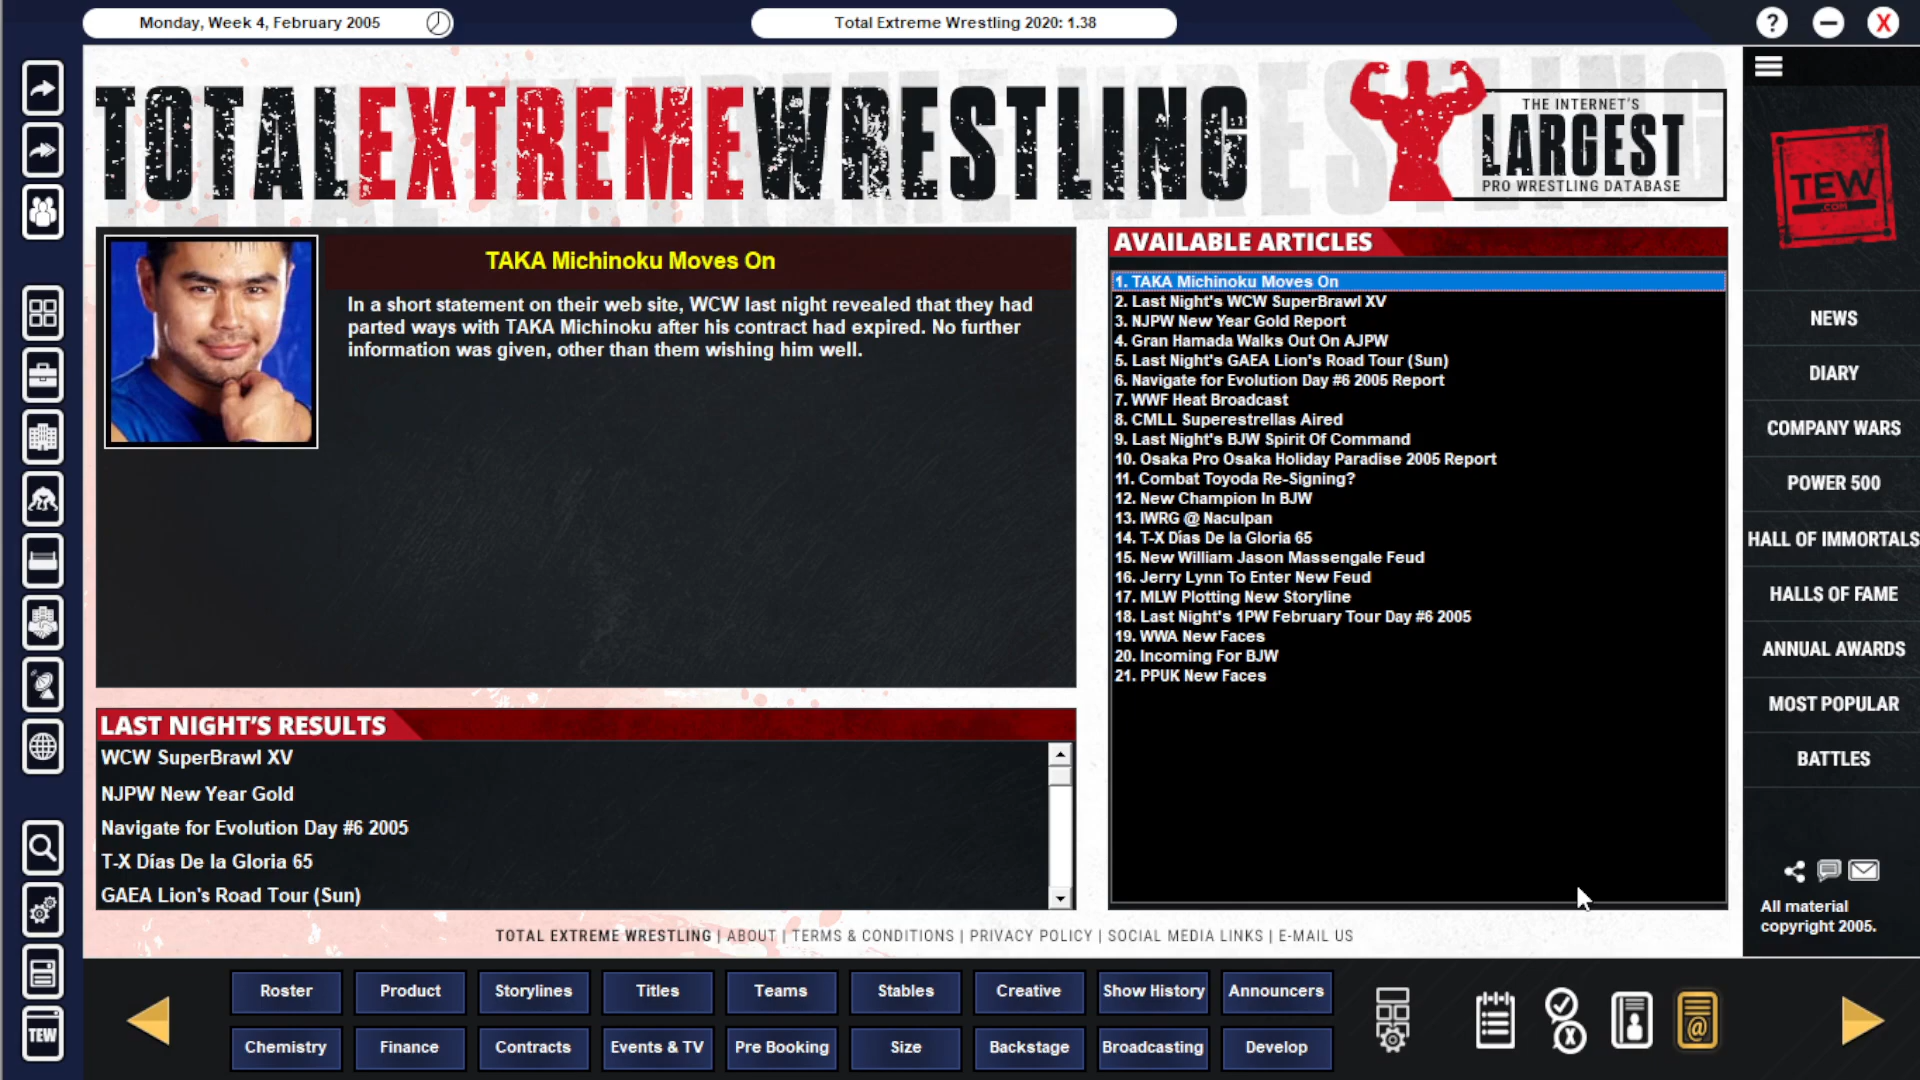 Monday, Week 4, February 2005
Total Extreme Wrestling 2020: 1.38
?
X
TOTALEXTREMEWRESTLING
THE INTERNET'S
LARGEST
PRO WRESTLING DATABASE
TEW
.COM
TAKA Michinoku Moves On
In a short statement on their web site, WCW last night revealed that they had
parted ways with TAKA Michinoku after his contract had expired. No further
information was given, other than them wishing him well.
AVAILABLE ARTICLES
1. TAKA Michinoku Moves On
2. Last Night's WCW SuperBrawl XV
3. NJPW New Year Gold Report
4. Gran Hamada Walks Out On AJPW
5. Last Night's GAEA Lion's Road Tour (Sun)
6. Navigate for Evolution Day #6 2005 Report
7. WWF Heat Broadcast
8. CMLL Superestrellas Aired
9. Last Night's BJW Spirit Of Command
10. Osaka Pro Osaka Holiday Paradise 2005 Report
11. Combat Toyoda Re-Signing?
12. New Champion In BJW
13. IWRG @ Naculpan
14. T-X Días De la Gloria 65
15. New William Jason Massengale Feud
16. Jerry Lynn To Enter New Feud
17. MLW Plotting New Storyline
18. Last Night's 1PW February Tour Day #6 2005
19. WWA New Faces
20. Incoming For BJW
21. PPUK New Faces
NEWS
DIARY
COMPANY WARS
POWER 500
HALL OF IMMORTALS
HALLS OF FAME
ANNUAL AWARDS
MOST POPULAR
BATTLES
All material
copyright 2005.
LAST NIGHT'S RESULTS
WCW SuperBrawl XV
NJPW New Year Gold
Navigate for Evolution Day #6 2005
T-X Días De la Gloria 65
GAEA Lion's Road Tour (Sun)
TOTAL EXTREME WRESTLING | ABOUT | TERMS & CONDITIONS | PRIVACY POLICY | SOCIAL MEDIA LINKS | E-MAIL US
TEW
Roster Product Storylines Titles Teams Stables Creative Show History Announcers
Chemistry Finance Contracts Events & TV Pre Booking Size Backstage Broadcasting Develop